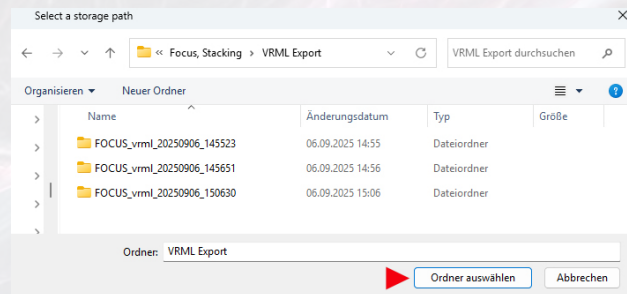 Select a storage path
« Focus, Stacking › VRML Export
VRML Export durchsuchen
Organisieren Neuer Ordner
Name Änderungsdatum Typ Größe
FOCUS_vrml_20250906_145523 06.09.2025 14:55 Dateiordner
FOCUS_vrml_20250906_145651 06.09.2025 14:56 Dateiordner
FOCUS_vrml_20250906_150630 06.09.2025 15:06 Dateiordner
Ordner: VRML Export
Ordner auswählen Abbrechen